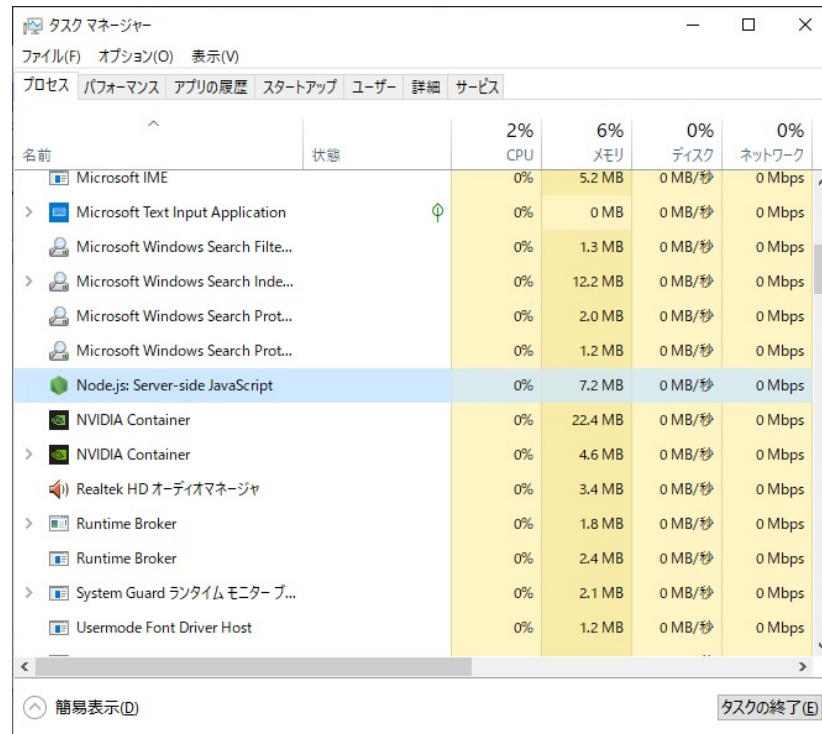 タスク マネージャー
ファイル(F) オプション(O) 表示(V)
プロセス パフォーマンス アプリの履歴 スタートアップ ユーザー 詳細 サービス
2% 6% 0% 0%
名前 状態 CPU メモリ ディスク ネットワーク
Microsoft IME 0% 5.2 MB 0 MB/秒 0 Mbps
Microsoft Text Input Application 0% 0 MB 0 MB/秒 0 Mbps
Microsoft Windows Search Filte... 0% 1.3 MB 0 MB/秒 0 Mbps
Microsoft Windows Search Inde... 0% 12.2 MB 0 MB/秒 0 Mbps
Microsoft Windows Search Prot... 0% 2.0 MB 0 MB/秒 0 Mbps
Microsoft Windows Search Prot... 0% 1.2 MB 0 MB/秒 0 Mbps
Node.js: Server-side JavaScript 0% 7.2 MB 0 MB/秒 0 Mbps
NVIDIA Container 0% 22.4 MB 0 MB/秒 0 Mbps
NVIDIA Container 0% 4.6 MB 0 MB/秒 0 Mbps
Realtek HD オーディオマネージャ 0% 3.4 MB 0 MB/秒 0 Mbps
Runtime Broker 0% 1.8 MB 0 MB/秒 0 Mbps
Runtime Broker 0% 2.4 MB 0 MB/秒 0 Mbps
System Guard ランタイム モニター ブ... 0% 2.1 MB 0 MB/秒 0 Mbps
Usermode Font Driver Host 0% 1.2 MB 0 MB/秒 0 Mbps
簡易表示(D) タスクの終了(E)